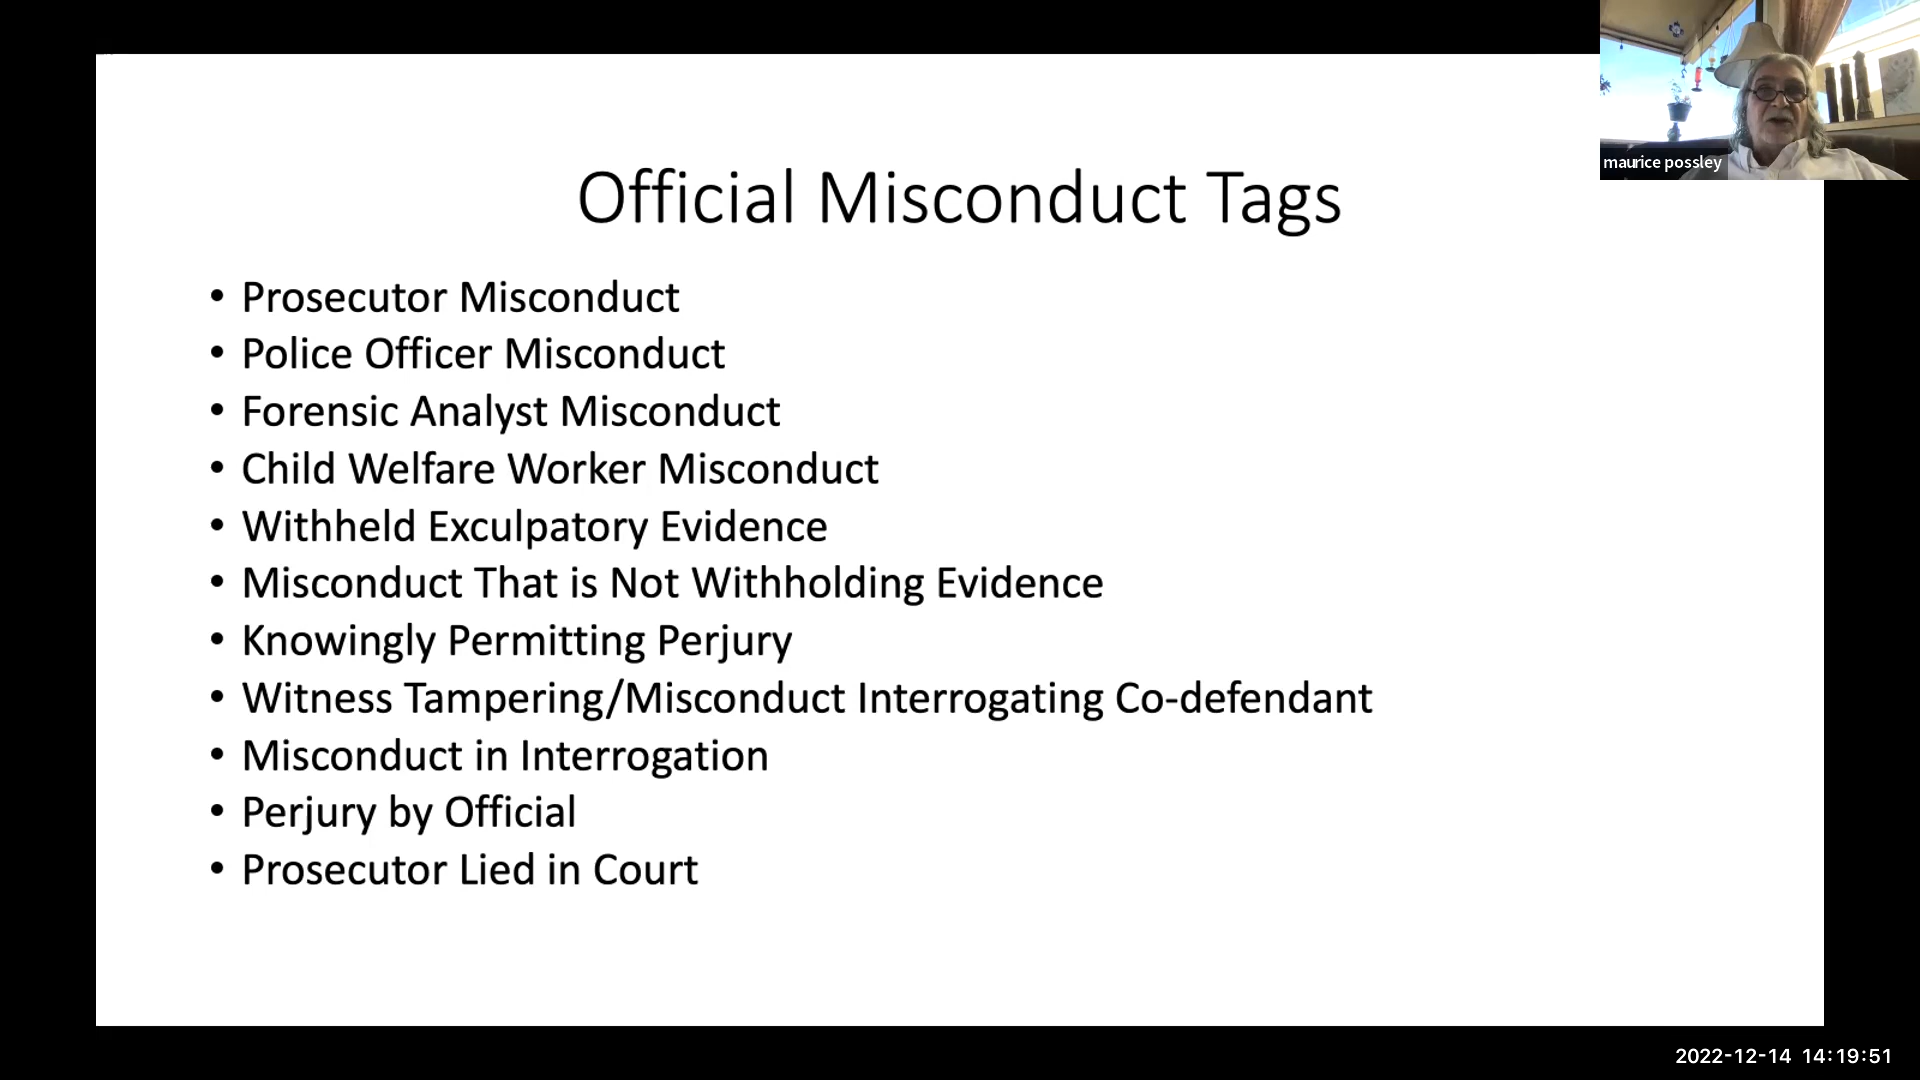 Official Misconduct Tags
• Prosecutor Misconduct
• Police Officer Misconduct
• Forensic Analyst Misconduct
• Child Welfare Worker Misconduct
• Withheld Exculpatory Evidence
• Misconduct That is Not Withholding Evidence
• Knowingly Permitting Perjury
• Witness Tampering/Misconduct Interrogating Co-defendant
• Misconduct in Interrogation
• Perjury by Official
• Prosecutor Lied in Court
maurice possley
2022-12-14 14:19:51